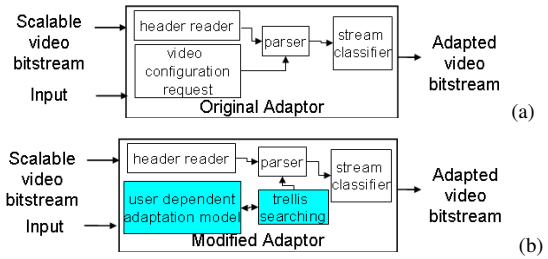 Scalable
video
bitstream
Input
header reader
video
configuration
request
parser
stream
classifier
Original Adaptor
Adapted
video
bitstream
(a)
Scalable
video
bitstream
Input
header reader
user dependent
adaptation model
parser
trellis
searching
stream
classifier
Modified Adaptor
Adapted
video
bitstream
(b)